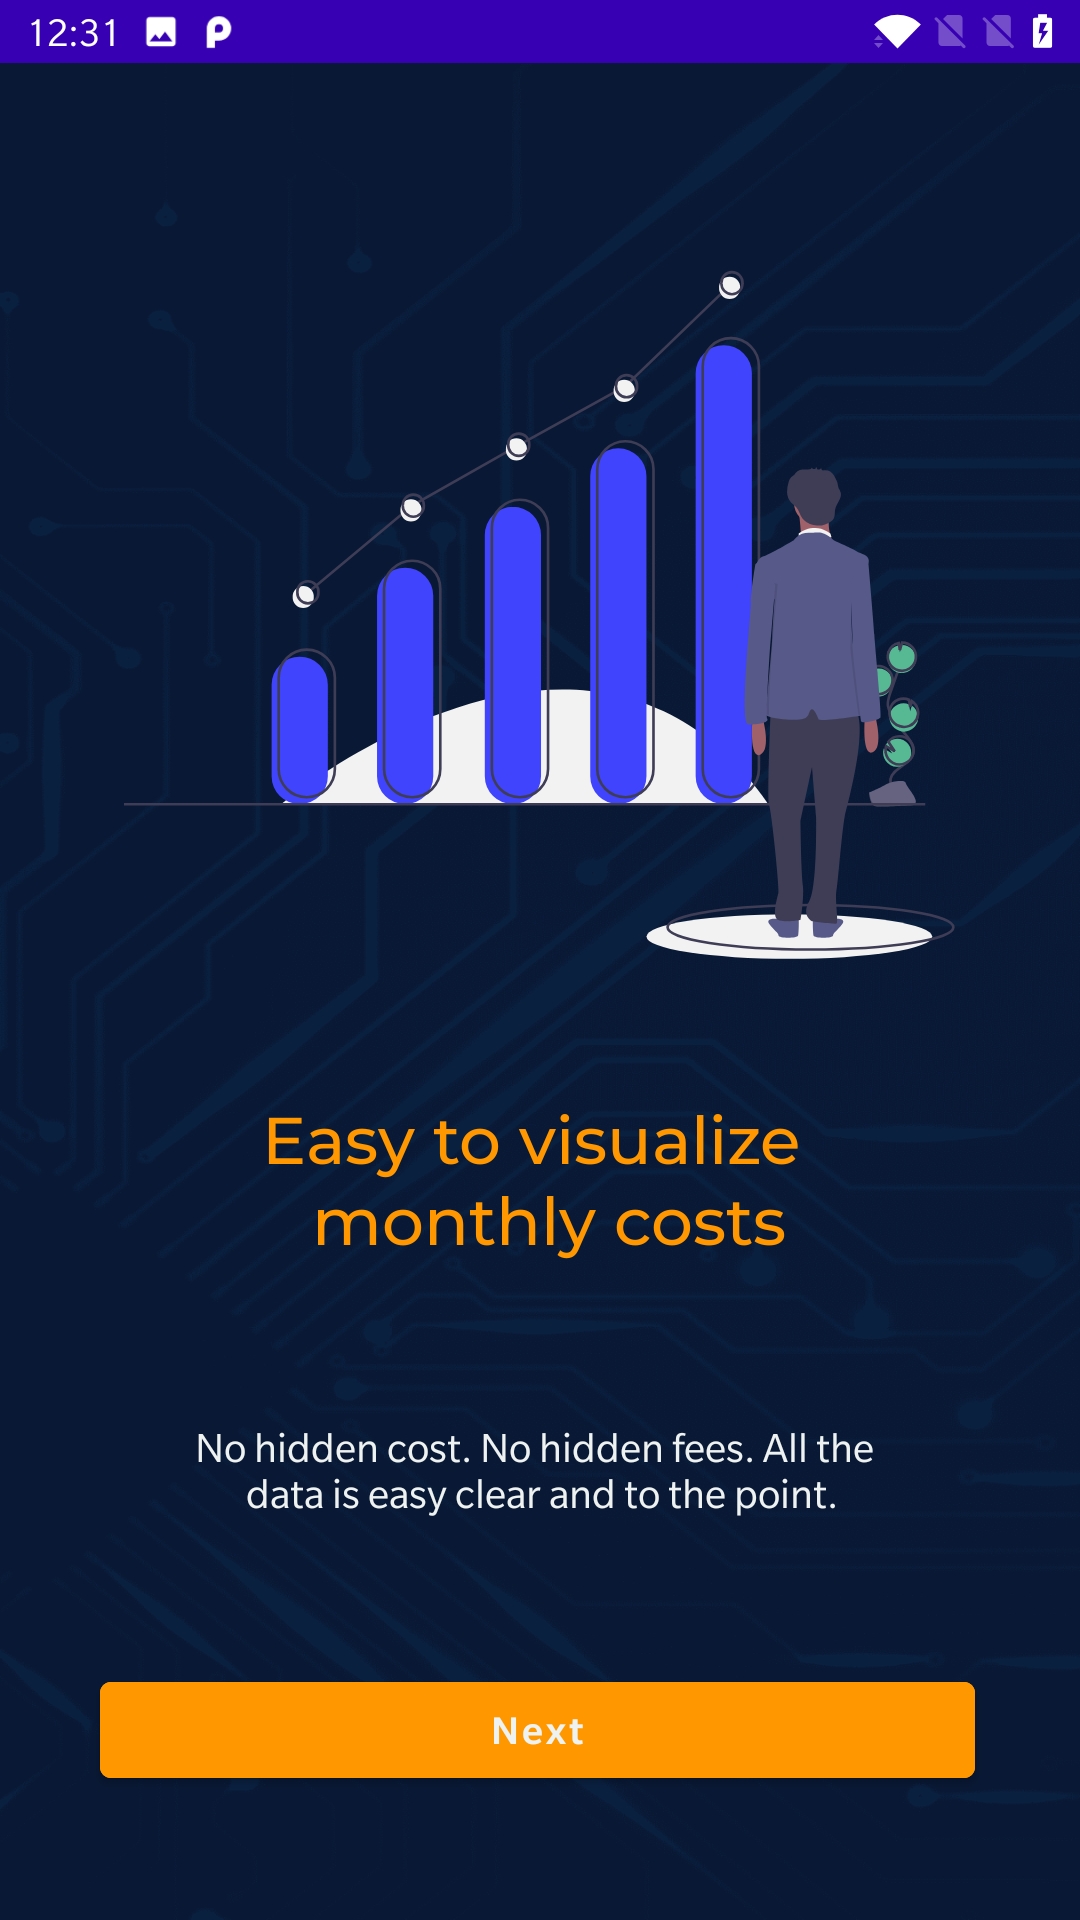 12:31
Easy to visualize
monthly costs
No hidden cost. No hidden fees. All the
data is easy clear and to the point.
Next